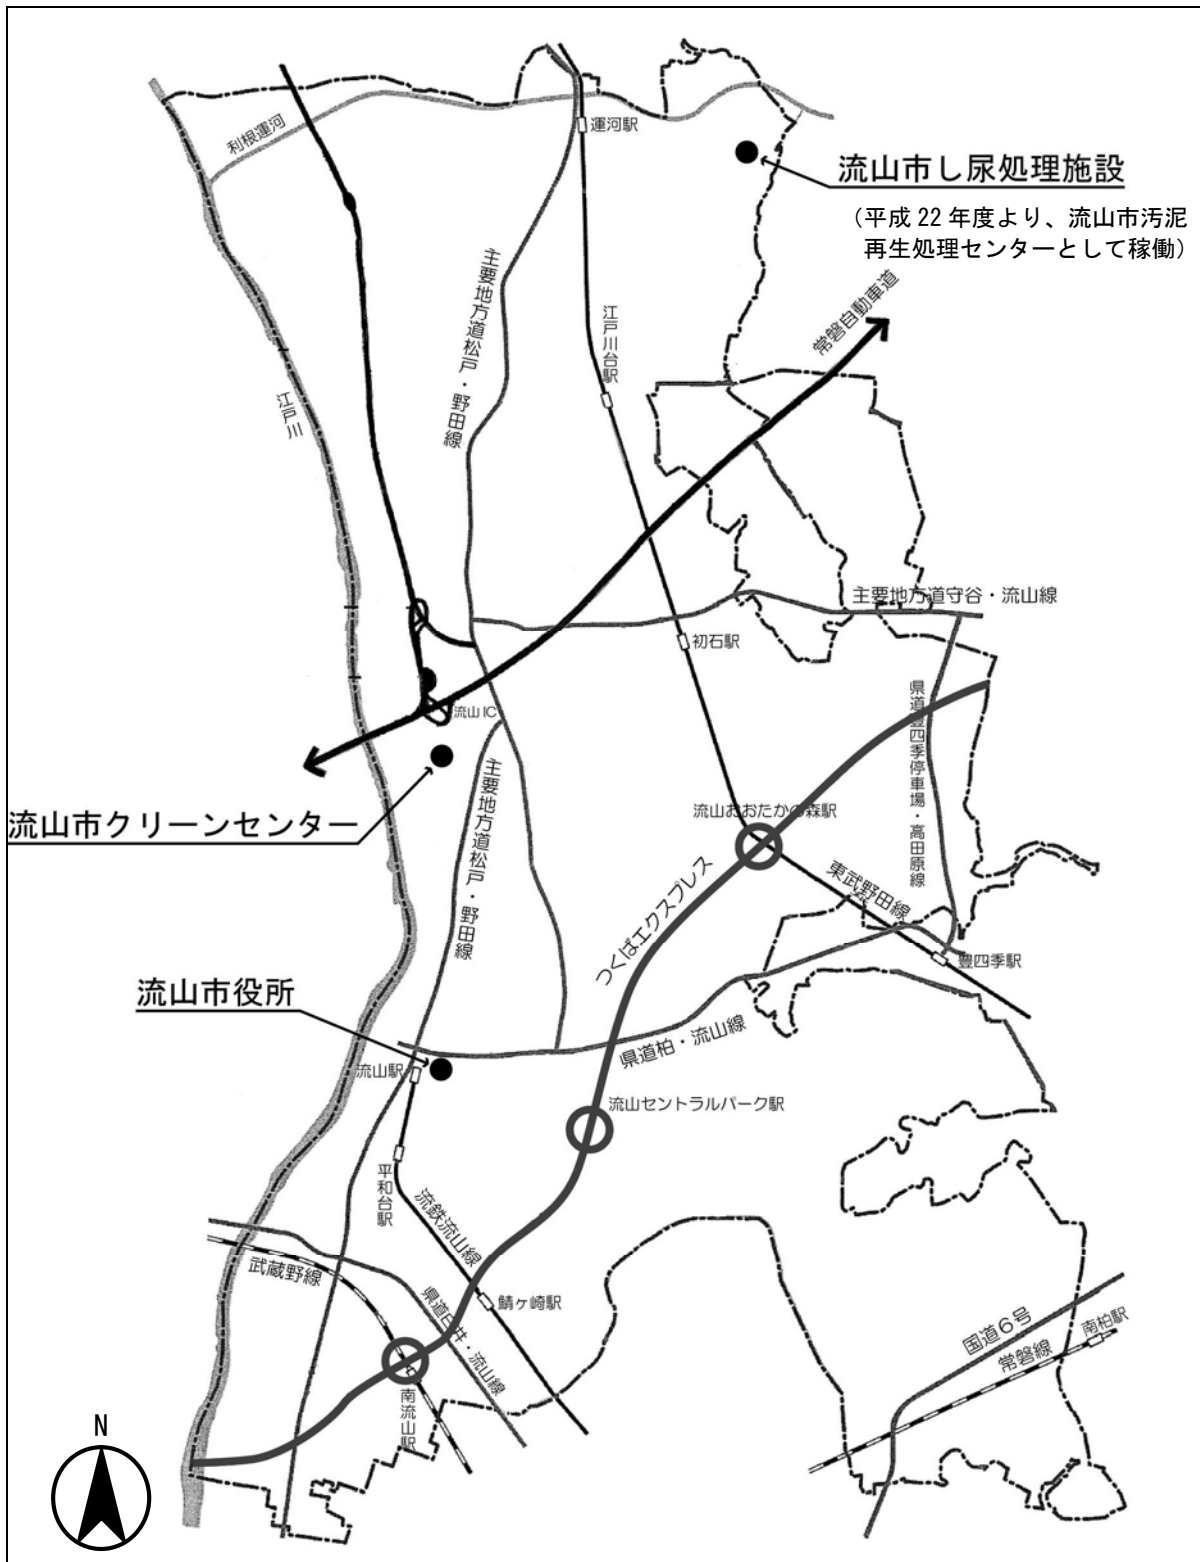 利根運河
運河駅
流山市し尿処理施設
（平成 22 年度より、流山市汚泥
再生処理センターとして稼働）
主要地方道松戸・野田線
江戸川台駅
常磐自動車道
江戸川
主要地方道守谷・流山線
初石駅
流山 IC
県道豊四季停車場・高田原線
主要地方道松戸・野田線
流山おおたかの森駅
流山市クリーンセンター
東武野田線
つくばエクスプレス
豊四季駅
流山市役所
県道柏・流山線
流山駅
流山セントラルパーク駅
平和台駅
流鉄流山線
武蔵野線
鰭ヶ崎駅
県道白井・流山線
国道6号
南柏駅
常磐線
南流山駅
N